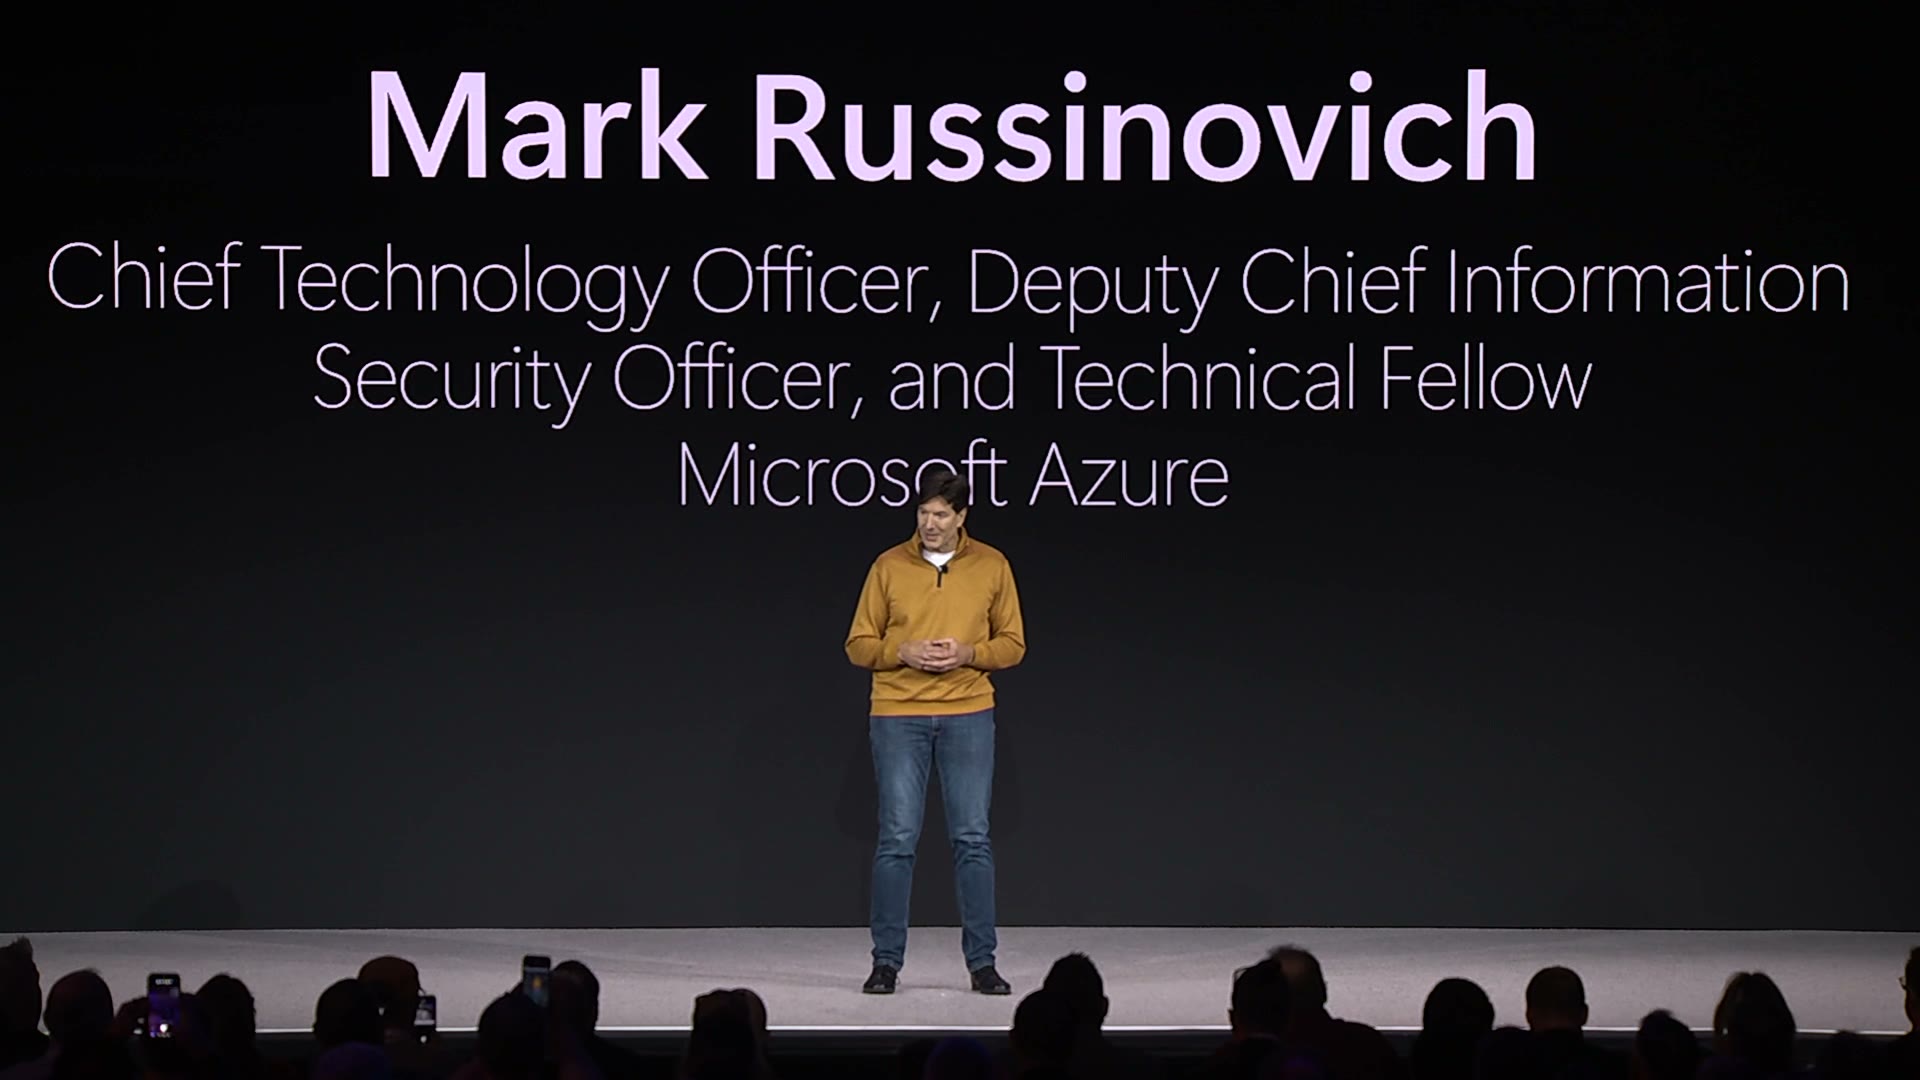 Mark Russinovich
Chief Technology Officer, Deputy Chief Information
Security Officer, and Technical Fellow
Microsoft Azure